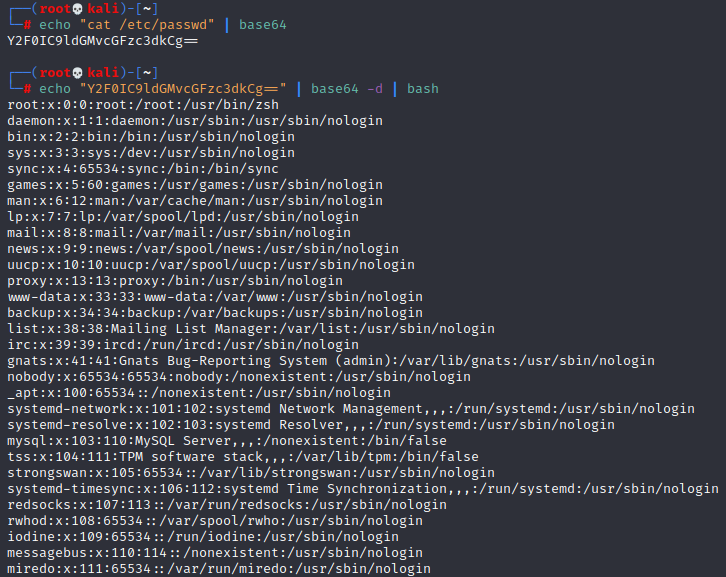 ┌──(root💀kali)-[~]
└─# echo "cat /etc/passwd" | base64
Y2F0IC9ldGMvcGFzc3dkCg==
┌──(root💀kali)-[~]
└─# echo "Y2F0IC9ldGMvcGFzc3dkCg==" | base64 -d | bash
root:x:0:0:root:/root:/usr/bin/zsh
daemon:x:1:1:daemon:/usr/sbin:/usr/sbin/nologin
bin:x:2:2:bin:/bin:/usr/sbin/nologin
sys:x:3:3:sys:/dev:/usr/sbin/nologin
sync:x:4:65534:sync:/bin:/bin/sync
games:x:5:60:games:/usr/games:/usr/sbin/nologin
man:x:6:12:man:/var/cache/man:/usr/sbin/nologin
lp:x:7:7:lp:/var/spool/lpd:/usr/sbin/nologin
mail:x:8:8:mail:/var/mail:/usr/sbin/nologin
news:x:9:9:news:/var/spool/news:/usr/sbin/nologin
uucp:x:10:10:uucp:/var/spool/uucp:/usr/sbin/nologin
proxy:x:13:13:proxy:/bin:/usr/sbin/nologin
www-data:x:33:33:www-data:/var/www:/usr/sbin/nologin
backup:x:34:34:backup:/var/backups:/usr/sbin/nologin
list:x:38:38:Mailing List Manager:/var/list:/usr/sbin/nologin
irc:x:39:39:ircd:/run/ircd:/usr/sbin/nologin
gnats:x:41:41:Gnats Bug-Reporting System (admin):/var/lib/gnats:/usr/sbin/nologin
nobody:x:65534:65534:nobody:/nonexistent:/usr/sbin/nologin
_apt:x:100:65534::/nonexistent:/usr/sbin/nologin
systemd-network:x:101:102:systemd Network Management,,,:/run/systemd:/usr/sbin/nologin
systemd-resolve:x:102:103:systemd Resolver,,,:/run/systemd:/usr/sbin/nologin
mysql:x:103:110:MySQL Server,,,:/nonexistent:/bin/false
tss:x:104:111:TPM software stack,,,:/var/lib/tpm:/bin/false
strongswan:x:105:65534::/var/lib/strongswan:/usr/sbin/nologin
systemd-timesync:x:106:112:systemd Time Synchronization,,,:/run/systemd:/usr/sbin/nologin
redsocks:x:107:113::/var/run/redsocks:/usr/sbin/nologin
rwhod:x:108:65534::/var/spool/rwho:/usr/sbin/nologin
iodine:x:109:65534::/run/iodine:/usr/sbin/nologin
messagebus:x:110:114::/nonexistent:/usr/sbin/nologin
miredo:x:111:65534::/var/run/miredo:/usr/sbin/nologin